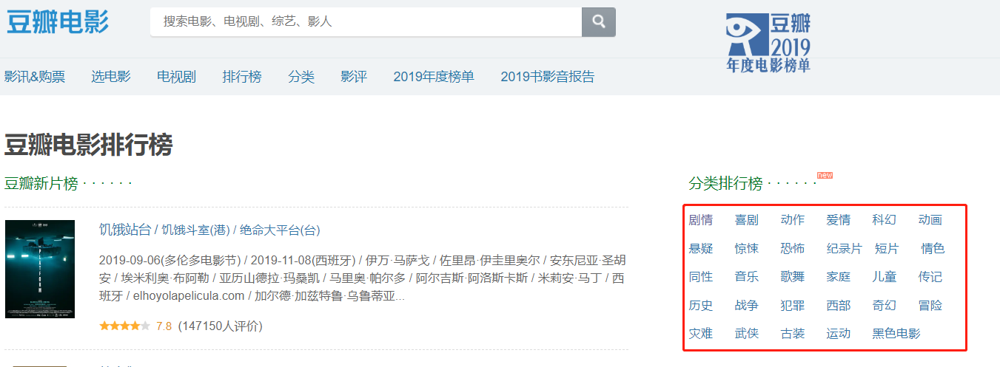 豆瓣电影
搜索电影、电视剧、综艺、影人
豆瓣
2019
年度电影榜单
影讯&购票 选电影 电视剧 排行榜 分类 影评 2019年度榜单 2019书影音报告
豆瓣电影排行榜
豆瓣新片榻 · · · · · ·
饥饿站台 / 饥饿斗室(港) / 绝命大平台(台)
2019-09-06(多伦多电影节) / 2019-11-08(西班牙) / 伊万·马萨戈 / 佐里昂·伊圭里奥尔 / 安东尼亚·圣胡
安 / 埃米利奥·布阿勒 / 亚历山德拉·玛桑凯 / 马里奥·帕尔多 / 阿尔吉斯·阿洛斯卡斯 / 米莉安·马丁 / 西
班牙 / elhoyolapelicula.com / 加尔德·加兹特鲁·乌鲁蒂亚...
7.8 (147150人评价)
分类排行榜 · · · · · · new
剧情 喜剧 动作 爱情 科幻 动画
悬疑 惊悚 恐怖 纪录片 短片 情色
同性 音乐 歌舞 家庭 儿童 传记
历史 战争 犯罪 西部 奇幻 冒险
灾难 武侠 古装 运动 黑色电影